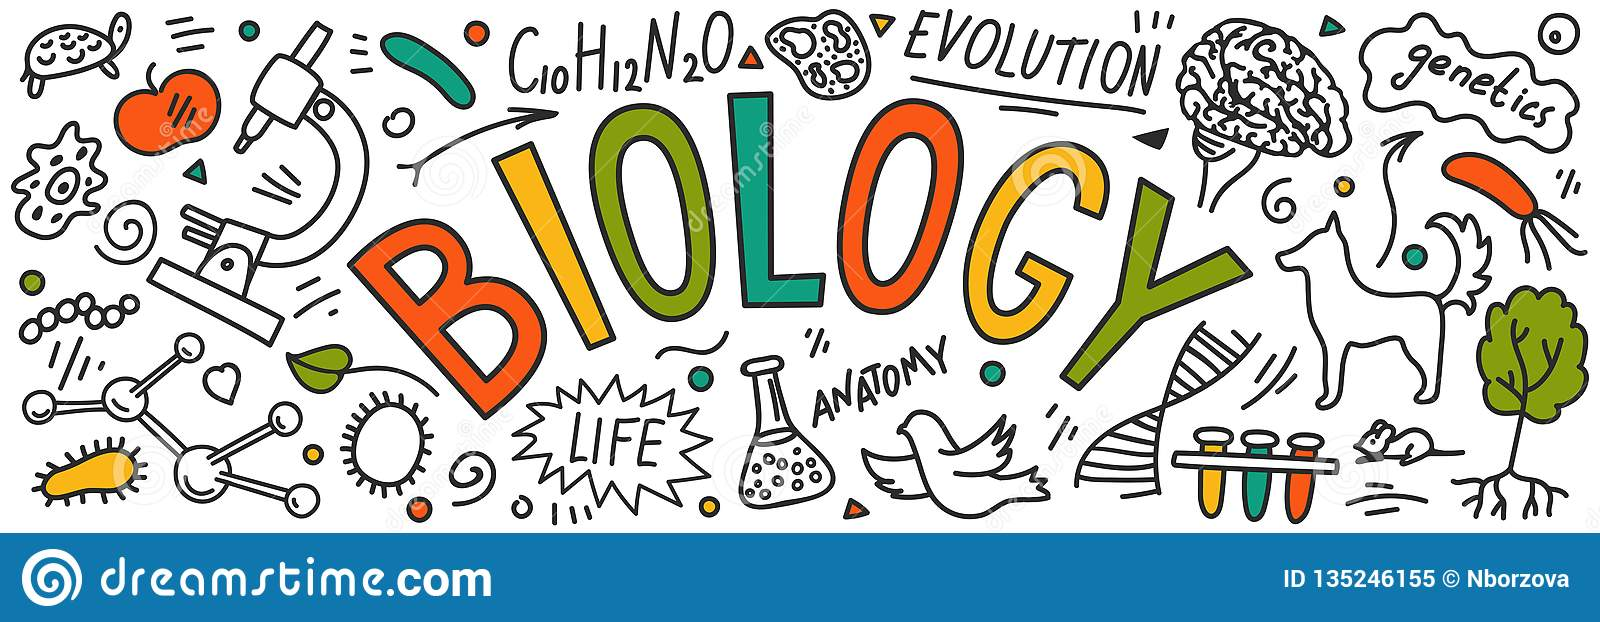 C10H12N2O
EVOLUTION
genetics
BIOLOGY
LIFE
ANATOMY
dreamstime.com
ID 135246155 © Nborzova